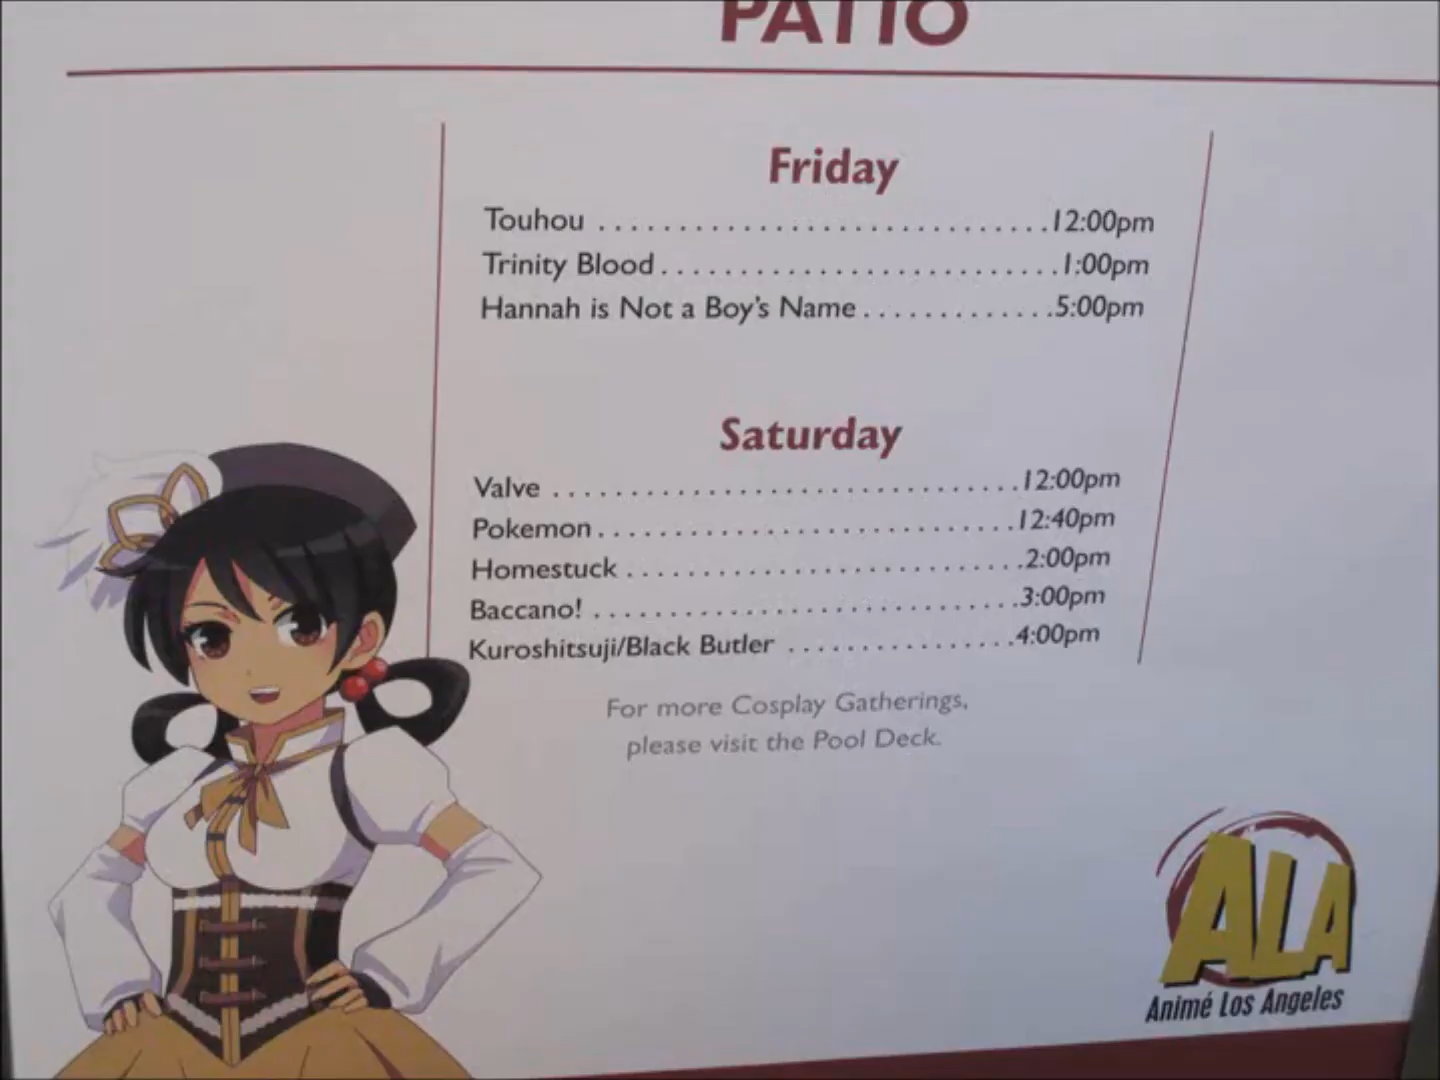 PATIO
Friday
Touhou . . . . . . . . . . . . . . . . . . . . . . . . . . . . .12:00pm
Trinity Blood . . . . . . . . . . . . . . . . . . . . . . . . . .1:00pm
Hannah is Not a Boy's Name . . . . . . . . . . . . .5:00pm
Saturday
Valve . . . . . . . . . . . . . . . . . . . . . . . . . . . . . . .12:00pm
Pokemon . . . . . . . . . . . . . . . . . . . . . . . . . . . .12:40pm
Homestuck . . . . . . . . . . . . . . . . . . . . . . . . . . .2:00pm
Baccano! . . . . . . . . . . . . . . . . . . . . . . . . . . . . .3:00pm
Kuroshitsuji/Black Butler . . . . . . . . . . . . . . . .4:00pm
For more Cosplay Gatherings,
please visit the Pool Deck.
ALA
Animé Los Angeles